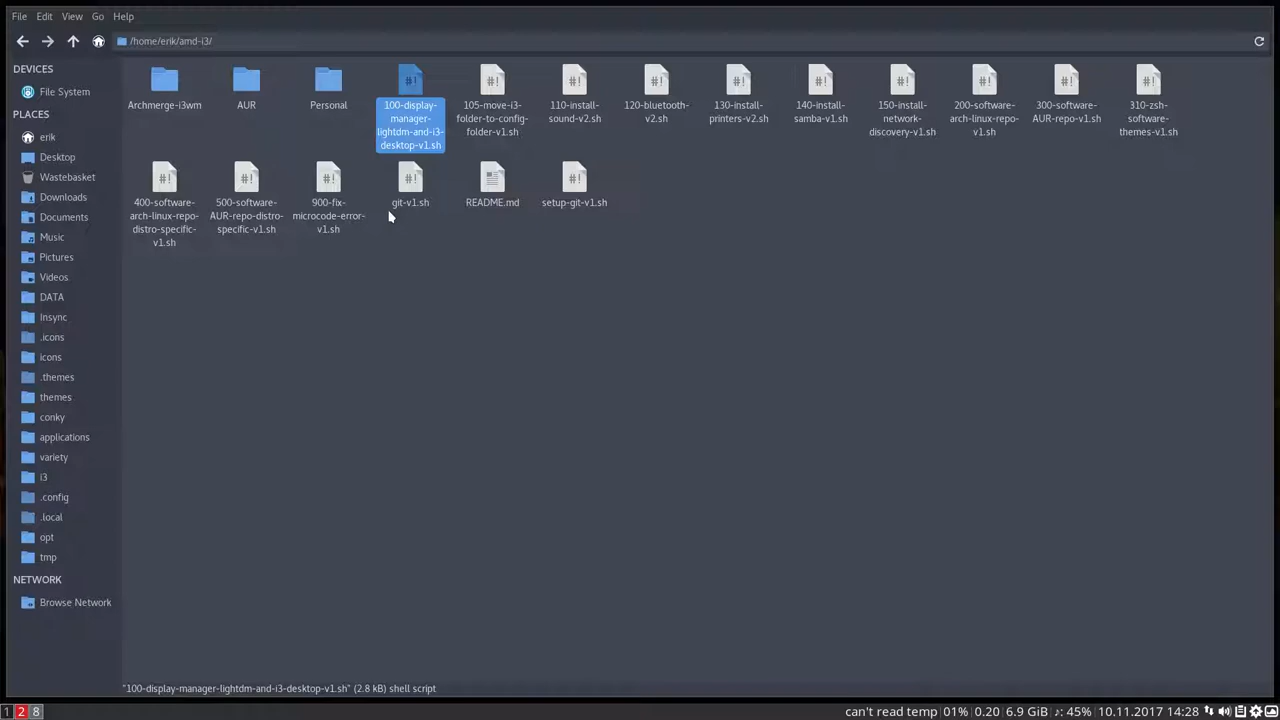 File Edit View Go Help
/home/erik/amd-i3/
DEVICES
File System
PLACES
erik
Desktop
Wastebasket
Downloads
Documents
Music
Pictures
Videos
DATA
Insync
.icons
icons
.themes
themes
conky
applications
variety
i3
.config
.local
opt
tmp
NETWORK
Browse Network
Archmerge-i3wm
AUR
Personal
100-display-
manager-
lightdm-and-i3-
desktop-v1.sh
105-move-i3-
folder-to-config-
folder-v1.sh
110-install-
sound-v2.sh
120-bluetooth-
v2.sh
130-install-
printers-v2.sh
140-install-
samba-v1.sh
150-install-
network-
discovery-v1.sh
200-software-
arch-linux-repo-
v1.sh
300-software-
AUR-repo-v1.sh
310-zsh-
software-
themes-v1.sh
400-software-
arch-linux-repo-
distro-specific-
v1.sh
500-software-
AUR-repo-distro-
specific-v1.sh
900-fix-
microcode-error-
v1.sh
git-v1.sh
README.md
setup-git-v1.sh
"100-display-manager-lightdm-and-i3-desktop-v1.sh" (2.8 kB) shell script
1 2 8
can't read temp | 01% | 0.20 | 6.9 GiB | ♪: 45% | 10.11.2017 14:28